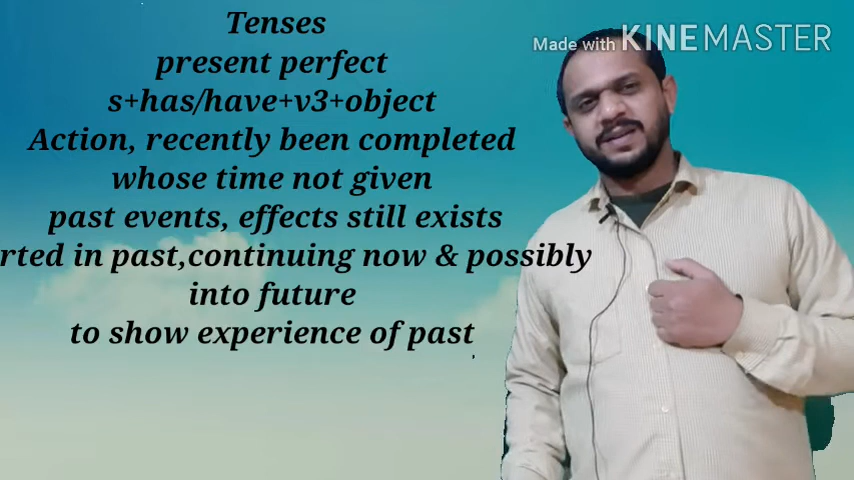 Tenses
Made with KINEMASTER
present perfect
s+has/have+v3+object
Action, recently been completed
whose time not given
past events, effects still exists
rted in past,continuing now & possibly
into future
to show experience of past